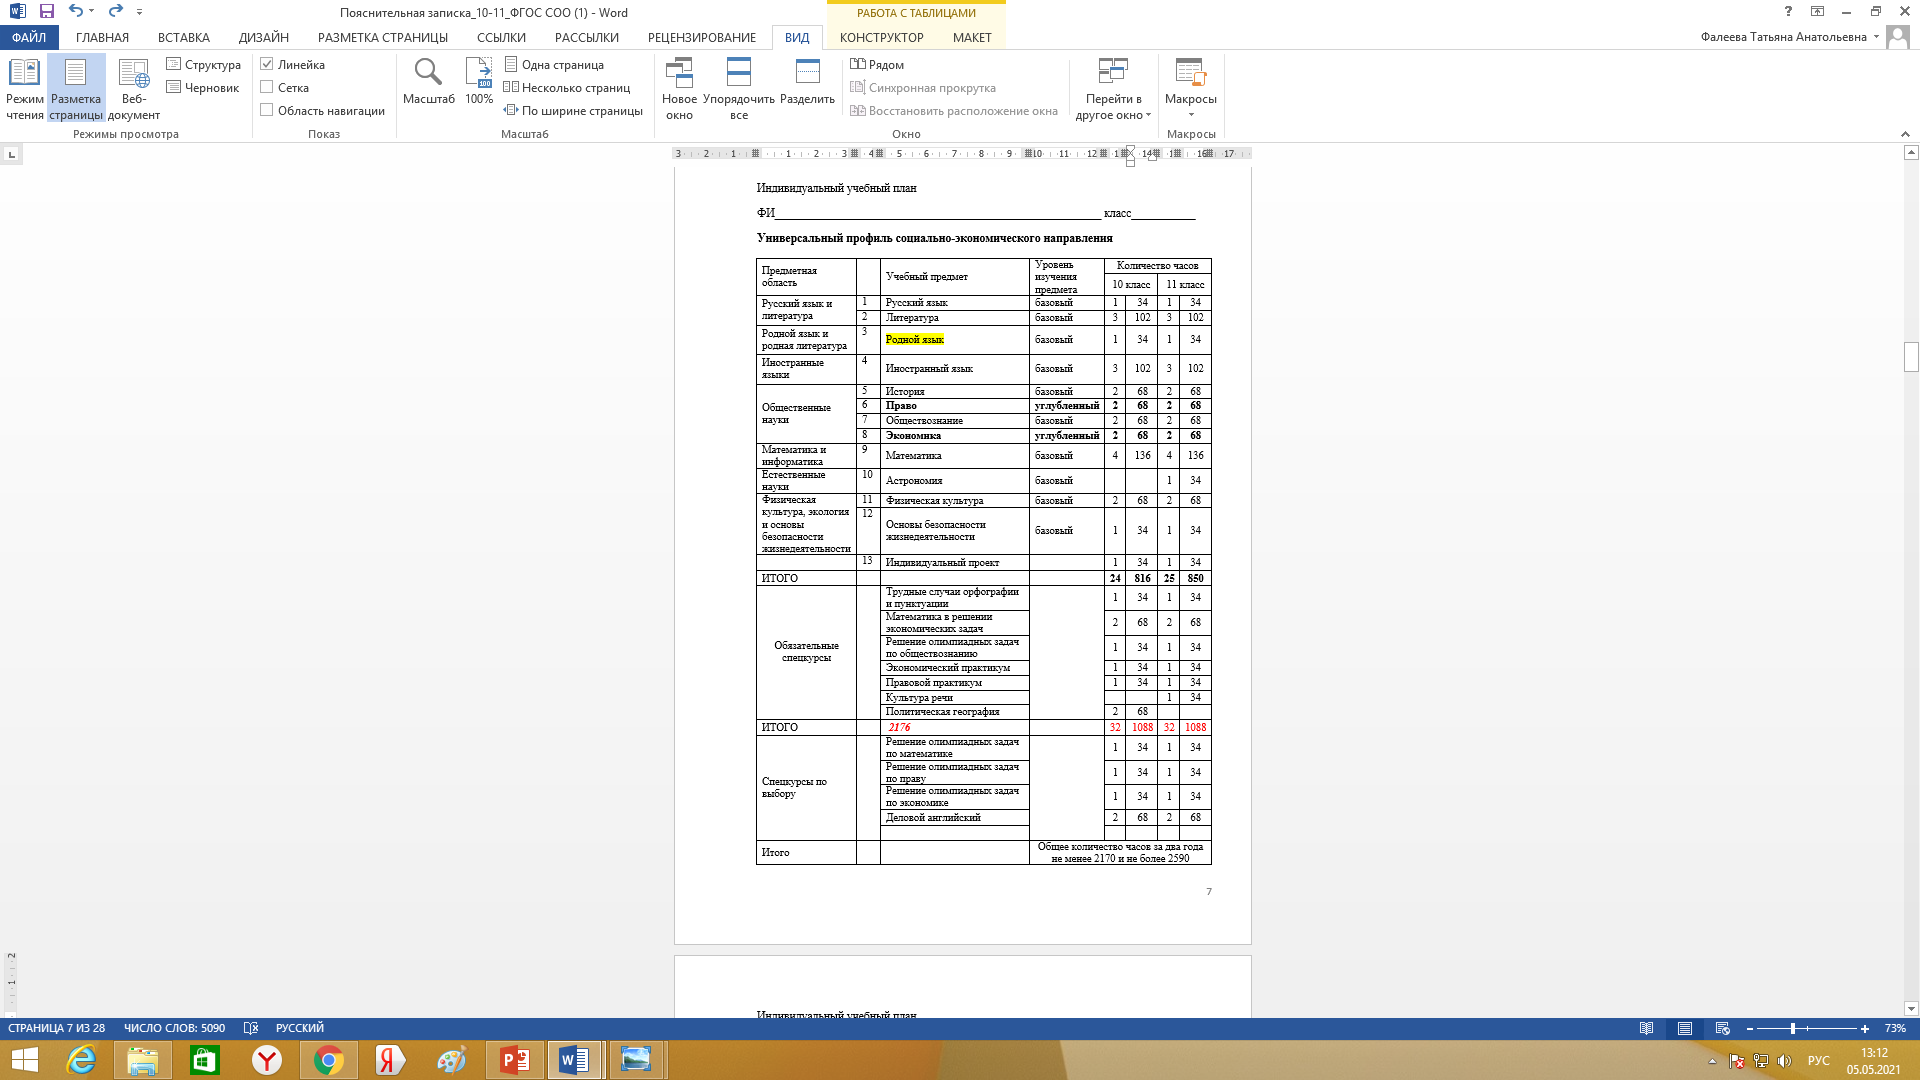 Пояснительная записка_10-11_ФГОС СОО (1) - Word
РАБОТА С ТАБЛИЦАМИ
ФАЙЛ ГЛАВНАЯ ВСТАВКА ДИЗАЙН РАЗМЕТКА СТРАНИЦЫ ССЫЛКИ РАССЫЛКИ РЕЦЕНЗИРОВАНИЕ ВИД КОНСТРУКТОР МАКЕТ Фалеева Татьяна Анатольевна
Режим чтения
Разметка страницы
Веб-документ
Структура
Черновик
Режимы просмотра
Линейка
Сетка
Область навигации
Показ
Масштаб
100%
Одна страница
Несколько страниц
По ширине страницы
Масштаб
Новое окно
Упорядочить все
Разделить
Рядом
Синхронная прокрутка
Восстановить расположение окна
Окно
Перейти в другое окно
Макросы
Макросы
Индивидуальный учебный план
ФИ____ класс____
Универсальный профиль социально-экономического направления
Предметная область Учебный предмет Уровень изучения предмета Количество часов
10 класс 11 класс
Русский язык и литература 1 Русский язык базовый 1 34 1 34
2 Литература базовый 3 102 3 102
Родной язык и родная литература 3 Родной язык базовый 1 34 1 34
Иностранные языки 4 Иностранный язык базовый 3 102 3 102
Общественные науки 5 История базовый 2 68 2 68
6 Право углубленный 2 68 2 68
7 Обществознание базовый 2 68 2 68
8 Экономика углубленный 2 68 2 68
Математика и информатика 9 Математика базовый 4 136 4 136
Естественные науки 10 Астрономия базовый 1 34
Физическая культура, экология и основы безопасности жизнедеятельности 11 Физическая культура базовый 2 68 2 68
12 Основы безопасности жизнедеятельности базовый 1 34 1 34
13 Индивидуальный проект 1 34 1 34
ИТОГО 24 816 25 850
Обязательные спецкурсы Трудные случаи орфографии и пунктуации 1 34 1 34
Математика в решении экономических задач 2 68 2 68
Решение олимпиадных задач по обществознанию 1 34 1 34
Экономический практикум 1 34 1 34
Правовой практикум 1 34 1 34
Культура речи 1 34
Политическая география 2 68
ИТОГО 2176 32 1088 32 1088
Спецкурсы по выбору Решение олимпиадных задач по математике 1 34 1 34
Решение олимпиадных задач по праву 1 34 1 34
Решение олимпиадных задач по экономике 1 34 1 34
Деловой английский 2 68 2 68
Итого Общее количество часов за два года не менее 2170 и не более 2590
7
Индивидуальный учебный план
СТРАНИЦА 7 ИЗ 28 ЧИСЛО СЛОВ: 5090 РУССКИЙ 73%
РУС 13:12
05.05.2021